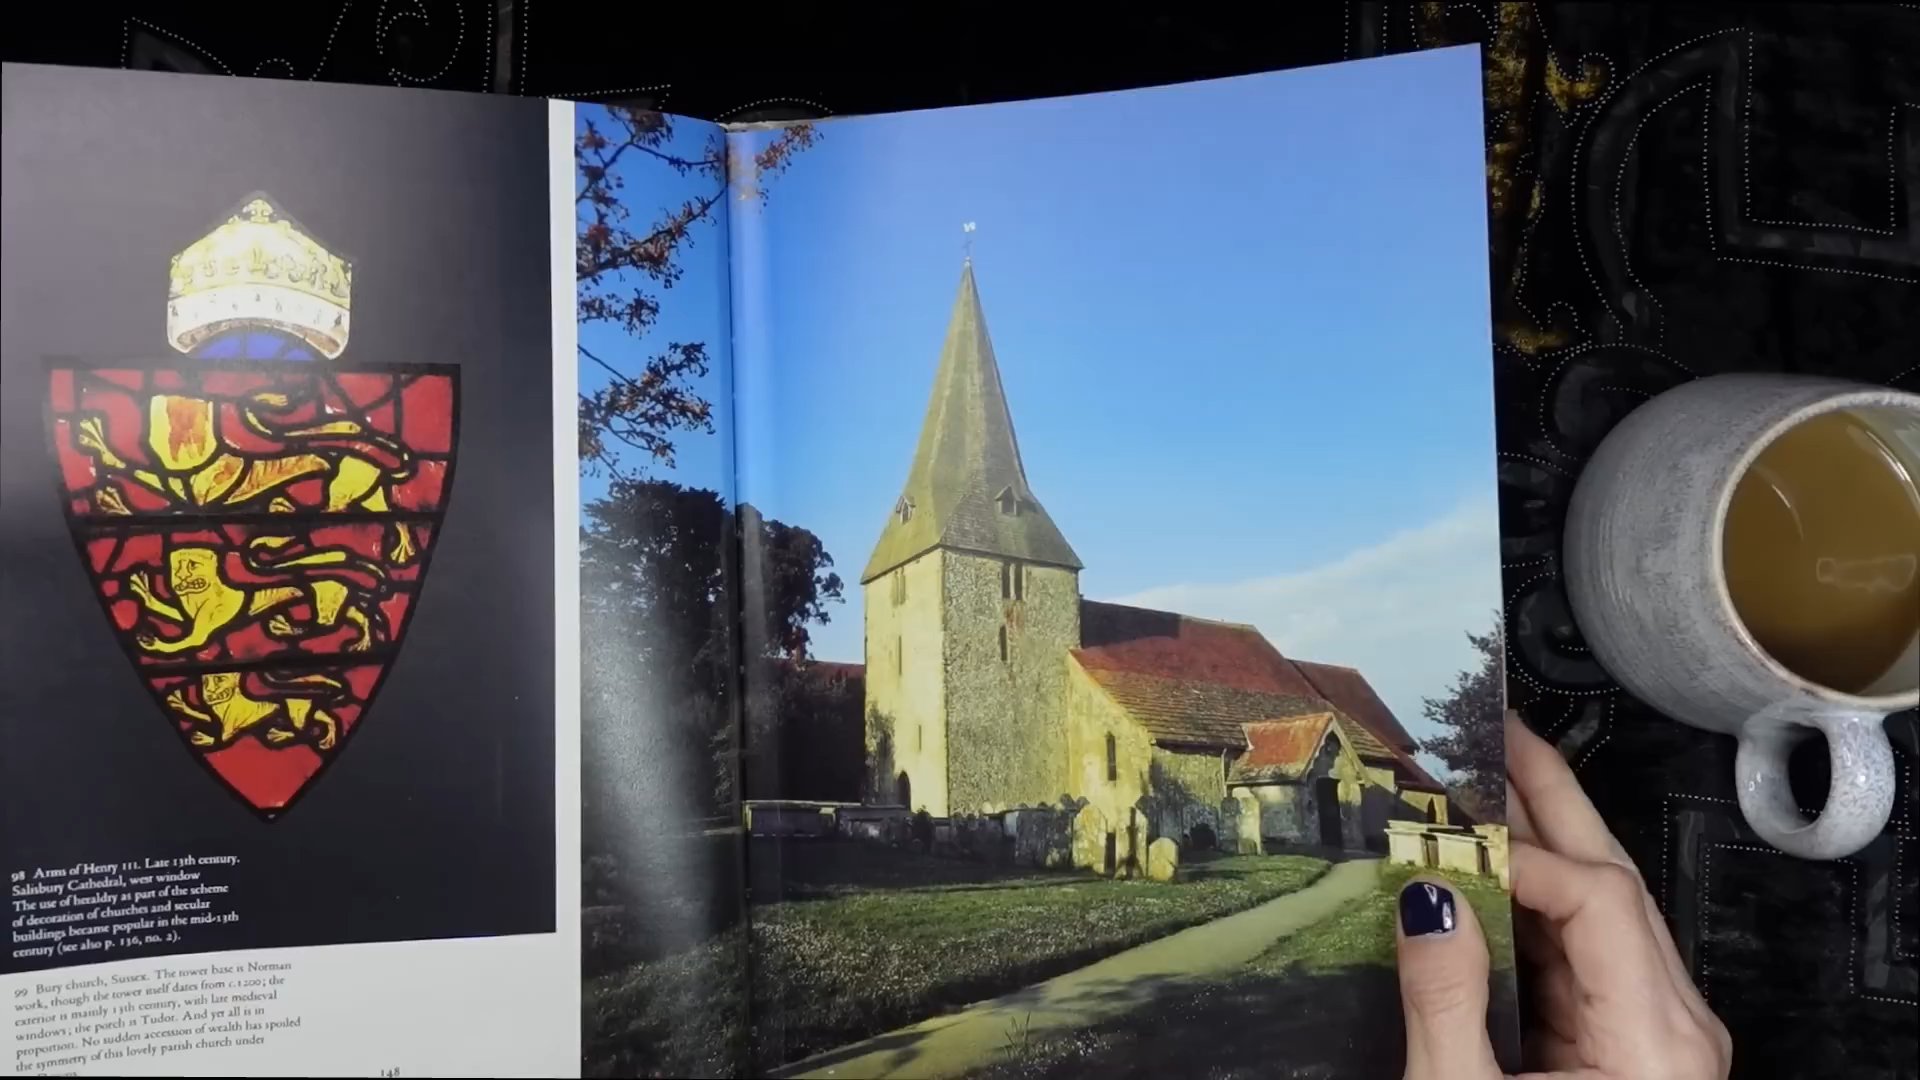 98 Arms of Henry III. Late 13th century.
Salisbury Cathedral, west window
The use of heraldry as part of the scheme
of decoration of churches and secular
buildings became popular in the mid-13th
century (see also p. 136, no. 2).
99 Bury church, Sussex. The tower base is Norman
work, though the tower itself dates from c.1200; the
exterior is mainly 13th century, with late medieval
windows; the porch is Tudor. And yet all is in
proportion. No sudden accession of wealth has spoiled
the symmetry of this lovely parish church under
148